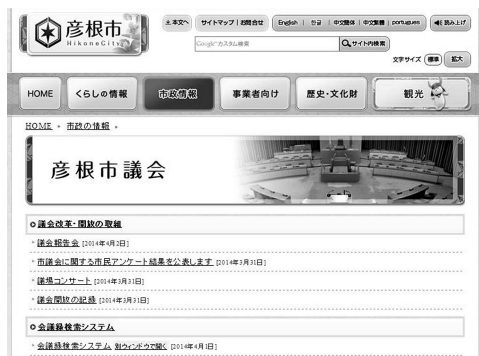 彦根市
HikoneCity
本文へ サイトマップ | お問合せ English | 한글 | 中文簡体 | 中文繁體 | portugues 読み上げ
Google カスタム検索 サイト内検索
文字サイズ 標準 拡大
HOME くらしの情報 市政情報 事業者向け 歴史・文化財 観光
HOME 市政の情報
彦根市議会
議会改革・開放の取組
議会報告会 [2014年4月2日]
市議会に関する市民アンケート結果を公表します [2014年3月31日]
議場コンサート [2014年3月31日]
議会開放の記録 [2014年3月31日]
会議録検索システム
会議録検索システム 別ウィンドウで開く [2014年4月1日]